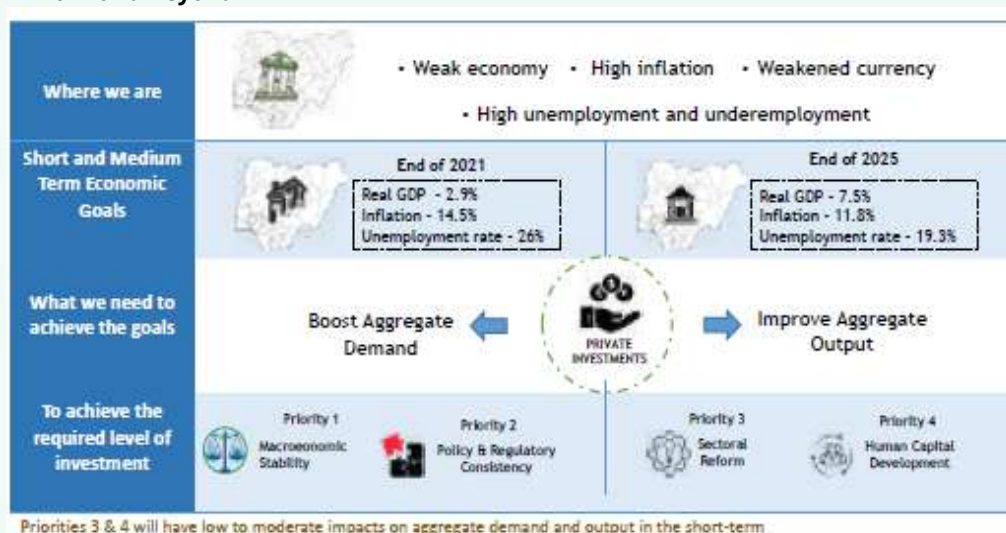 Where we are
• Weak economy • High inflation • Weakened currency
• High unemployment and underemployment
Short and Medium
Term Economic
Goals
End of 2021
Real GDP - 2.9%
Inflation - 14.5%
Unemployment rate - 26%
End of 2025
Real GDP - 7.5%
Inflation - 11.8%
Unemployment rate - 19.3%
What we need to
achieve the goals
Boost Aggregate
Demand
PRIVATE
INVESTMENTS
Improve Aggregate
Output
To achieve the
required level of
investment
Priority 1
Macroeconomic
Stability
Priority 2
Policy & Regulatory
Consistency
Priority 3
Sectoral
Reform
Priority 4
Human Capital
Development
Priorities 3 & 4 will have low to moderate impacts on aggregate demand and output in the short-term